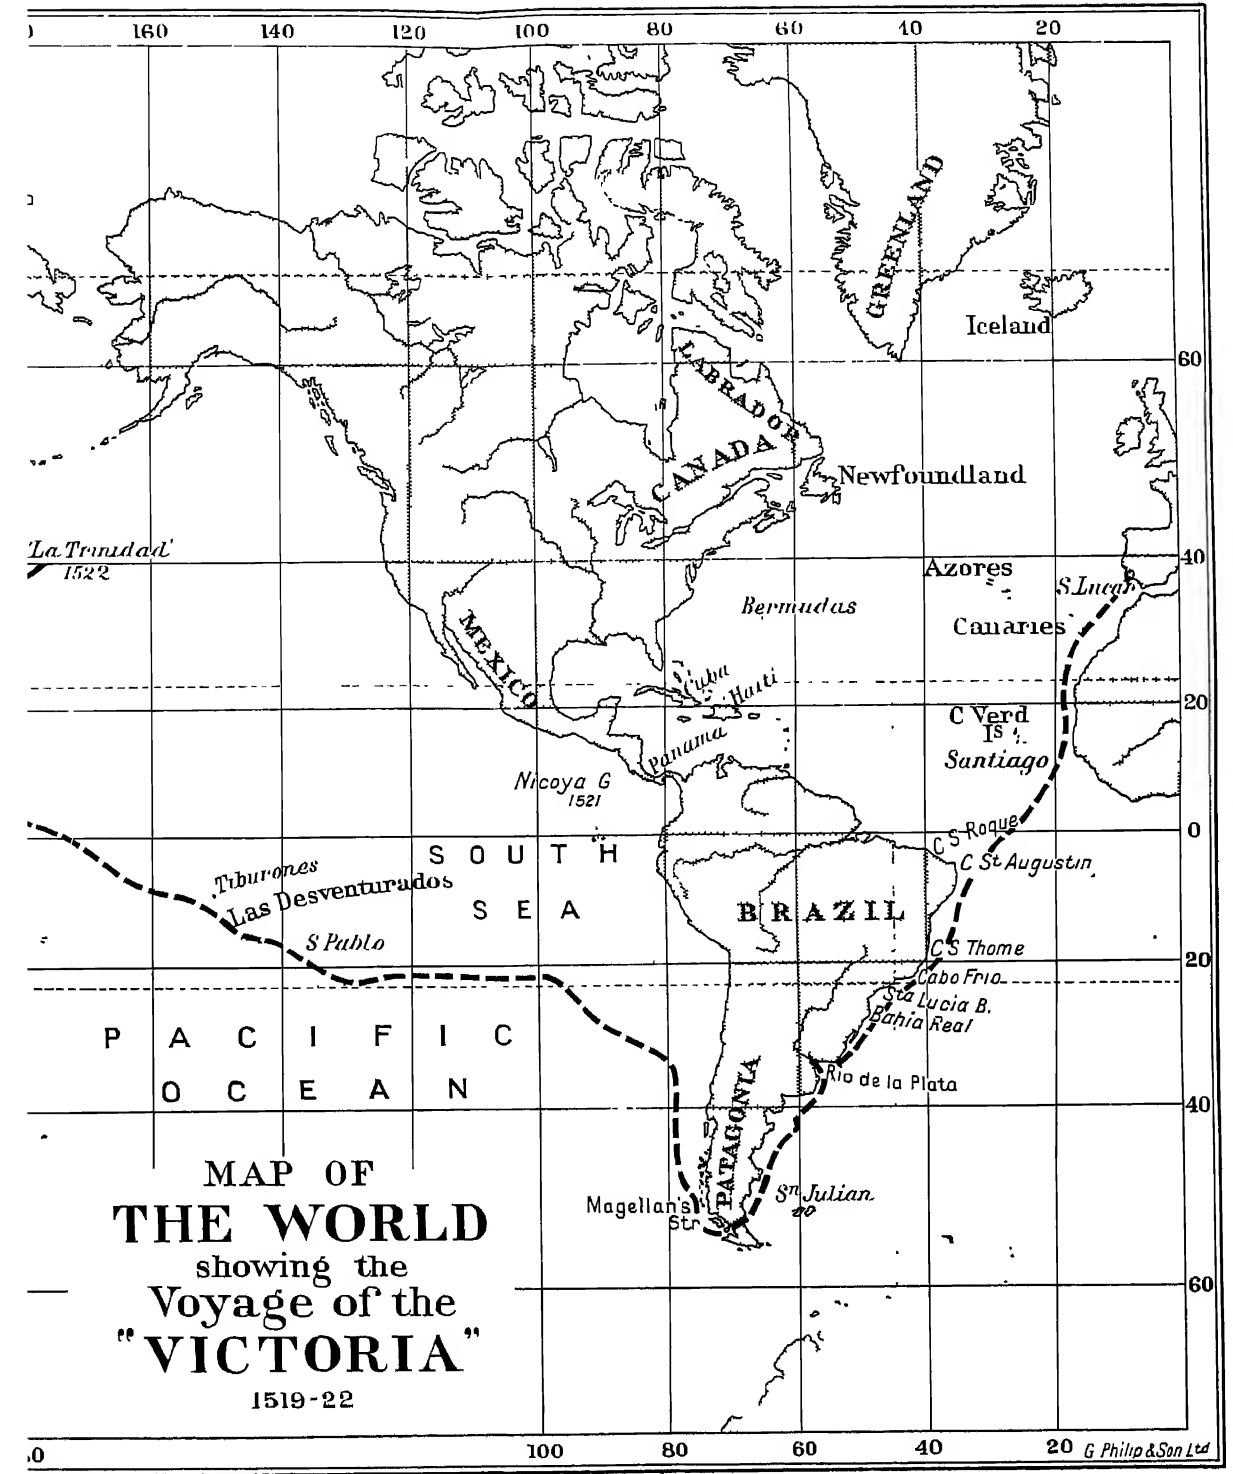 160 140 120 100 80 60 40 20
GREENLAND
Iceland
60
LABRADOR
CANADA
Newfoundland
'La Trinidad'
1522
40
Azores
S. Lucar
Bermudas
Canaries
MEXICO
Cuba
Haiti
20
C Verd
Is
Santiago
Panama
Nicoya G
1521
C S Roque
0
SOUTH
SEA
C St Augustin
Tiburones
Las Desventurados
BRAZIL
S Pablo
C S Thome
20
Cabo Frio
Sta Lucia B.
Bahia Real
PACIFIC
OCEAN
Rio de la Plata
40
PATAGONIA
Sn Julian
Magellan's
Str
MAP OF
THE WORLD
showing the
Voyage of the
"VICTORIA"
1519-22
60
100 80 60 40 20 G Philip & Son Ltd